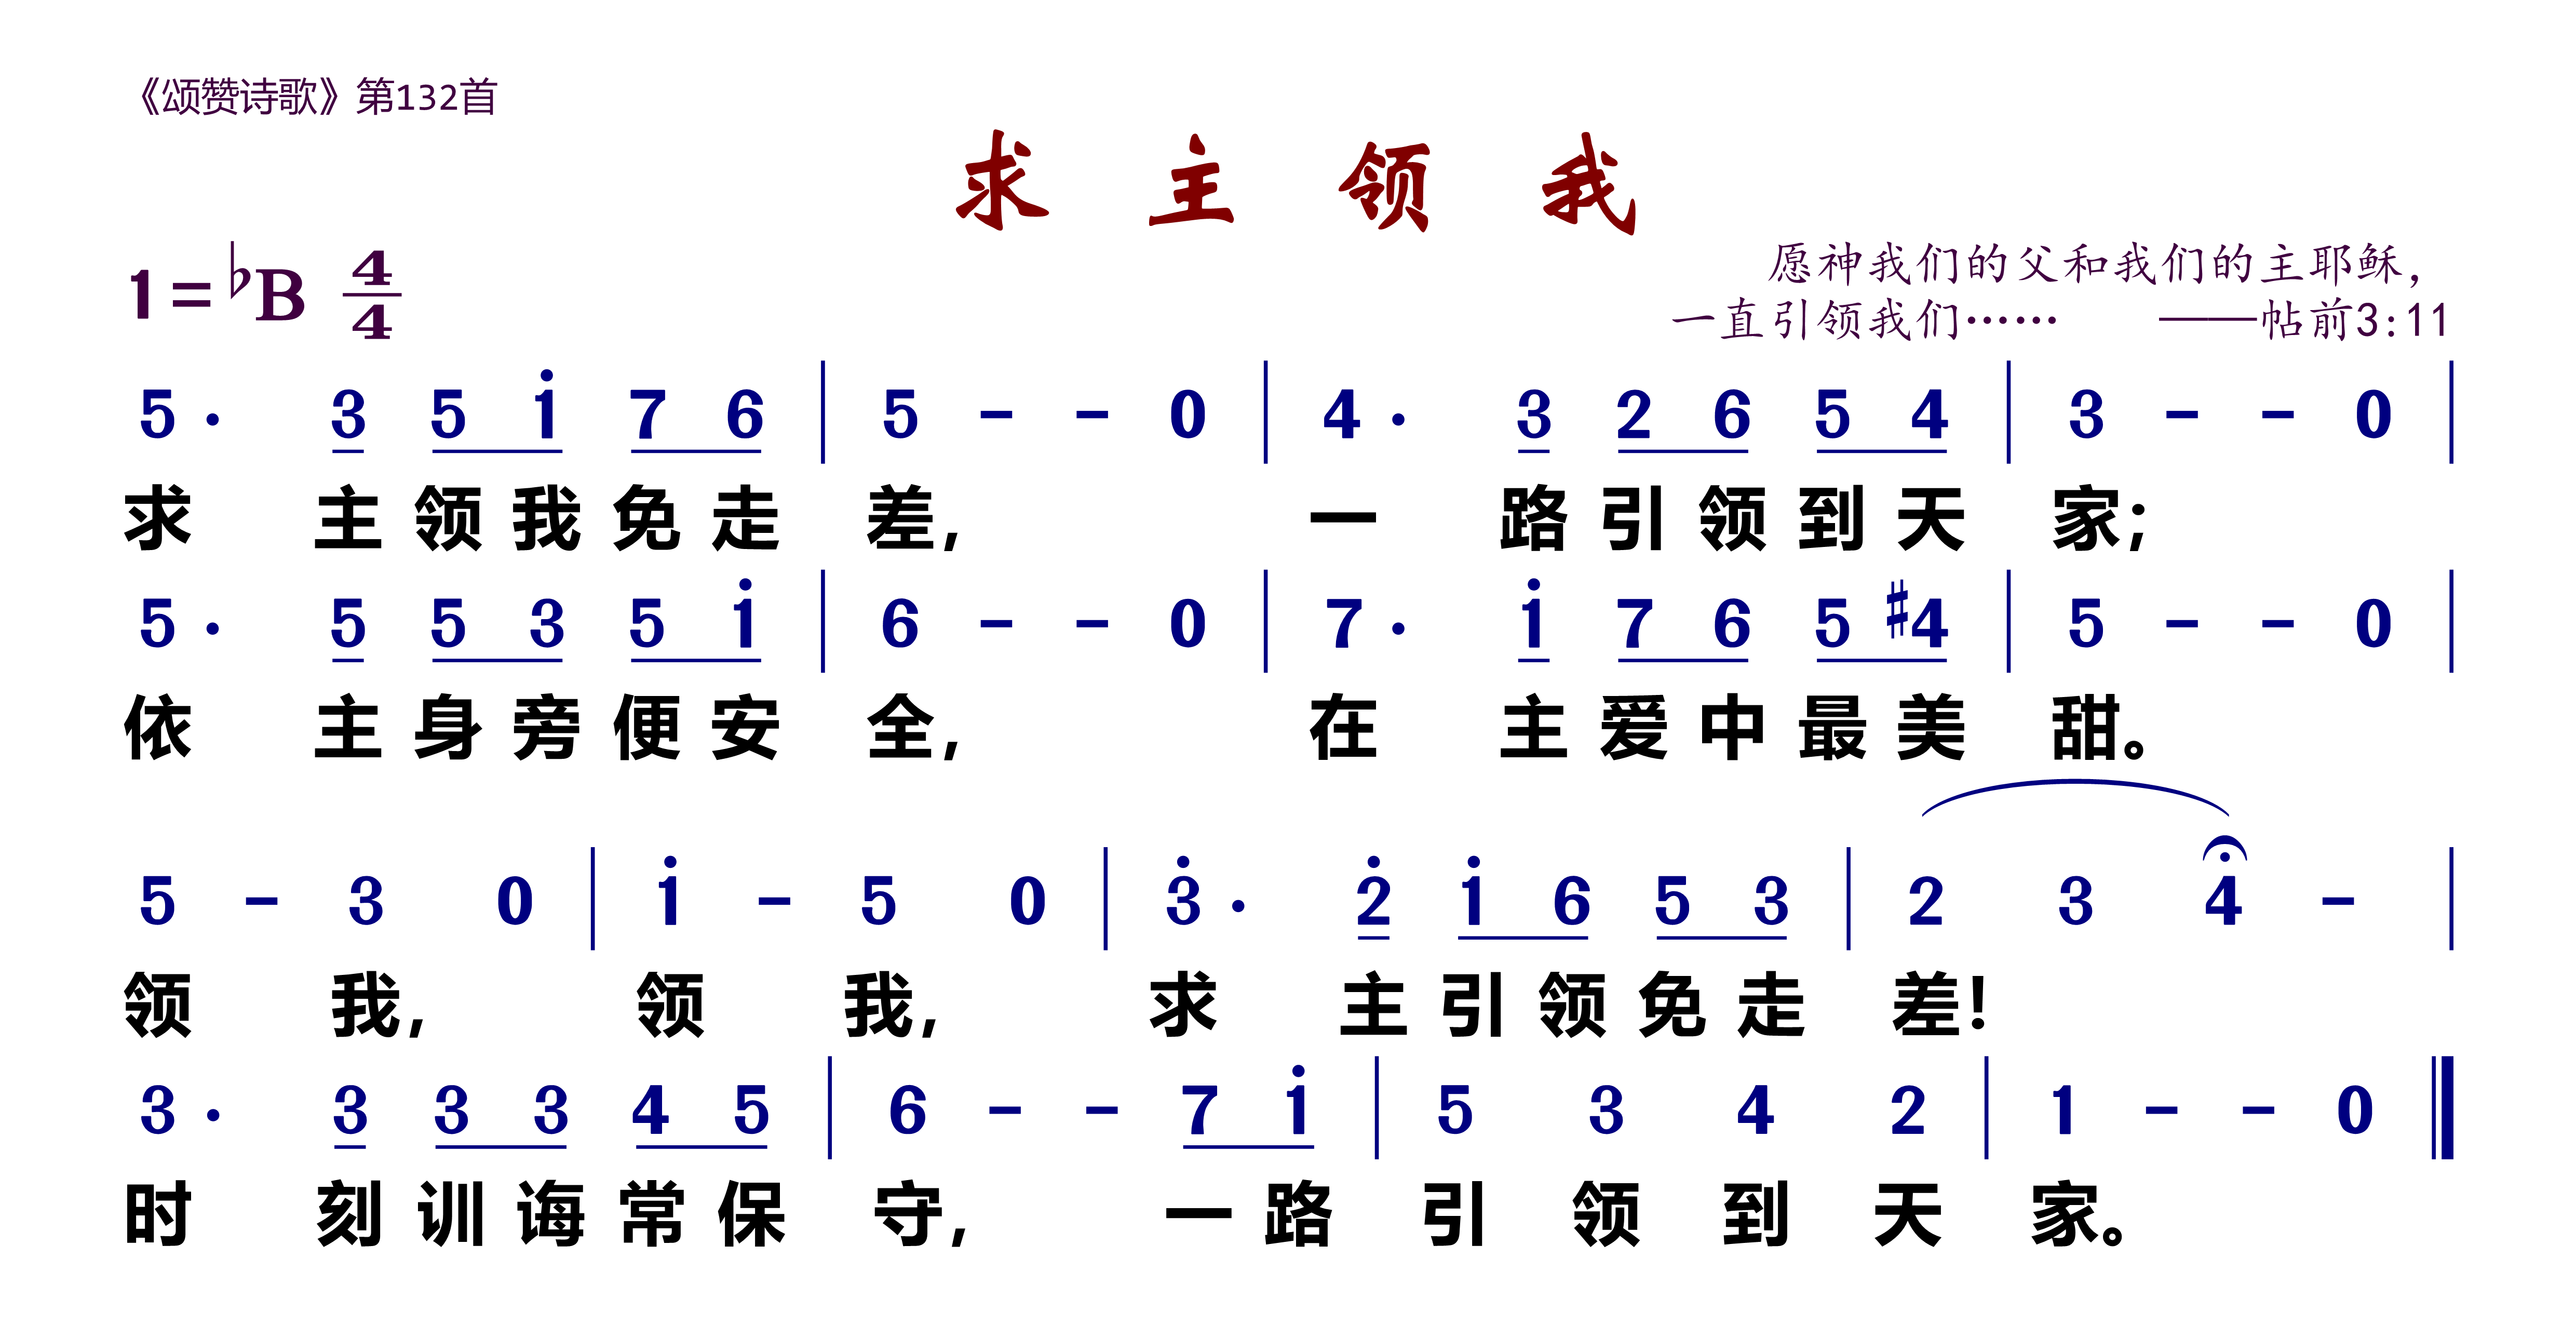 《颂赞诗歌》第132首
求主领我
1=♭B 4/4
愿神我们的父和我们的主耶稣，
一直引领我们…… ——帖前3:11
5· 3 5 i 7 6 | 5 - - 0 | 4· 3 2 6 5 4 | 3 - - 0 |
求主领我免走差，一路引领到天家；
5· 5 5 3 5 i | 6 - - 0 | 7· i 7 6 5 #4 | 5 - - 0 |
依主身旁便安全，在主爱中最美甜。
5 - 3 0 | i - 5 0 | 3̇· 2̇ i 6 5 3 | 2 3 4 - |
领我，领我，求主引领免走差！
3· 3 3 3 4 5 | 6 - - 7 i | 5 3 4 2 | 1 - - 0 ‖
时刻训诲常保守，一路引领到天家。